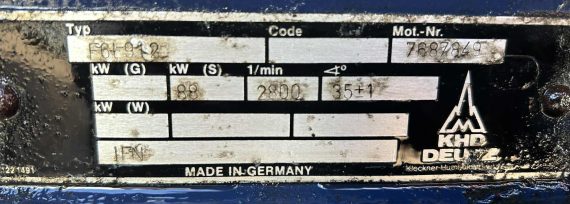 Typ Code Mot.-Nr.
F6L912 7687849
kW (G) kW (S) 1/min ∡°
88 2800 35±1
kW (W)
IFN
KHD
DEUTZ
MADE IN GERMANY